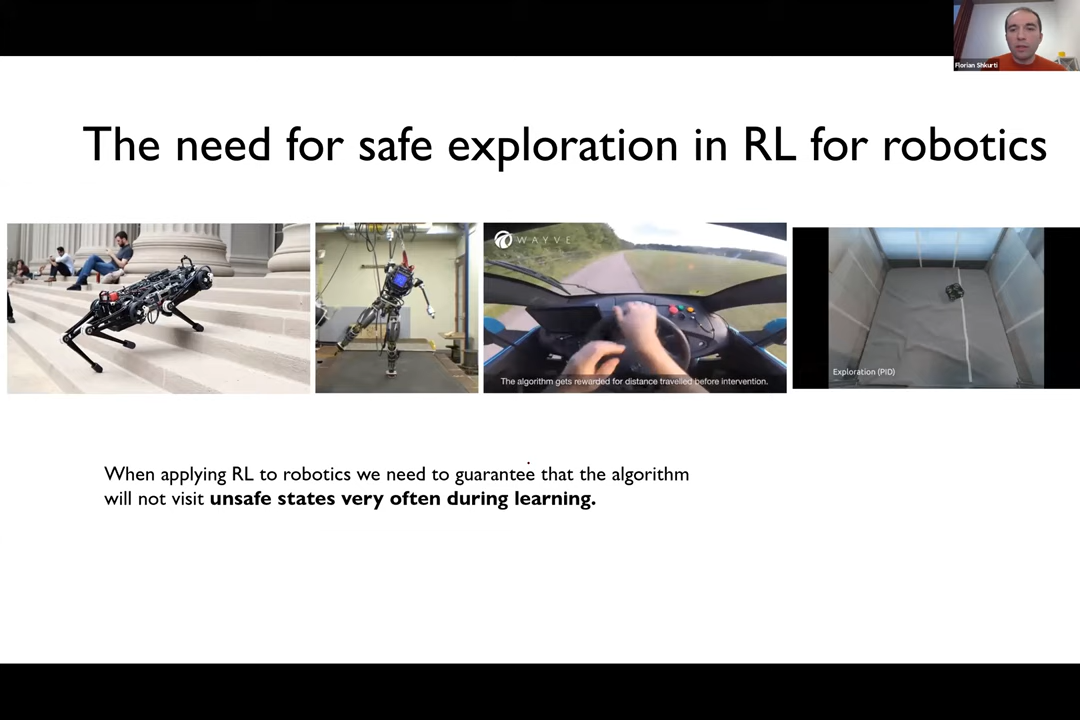 Florian Shkurti
The need for safe exploration in RL for robotics
WAYVE
The algorithm gets rewarded for distance travelled before intervention.
Exploration (PID)
When applying RL to robotics we need to guarantee that the algorithm
will not visit unsafe states very often during learning.